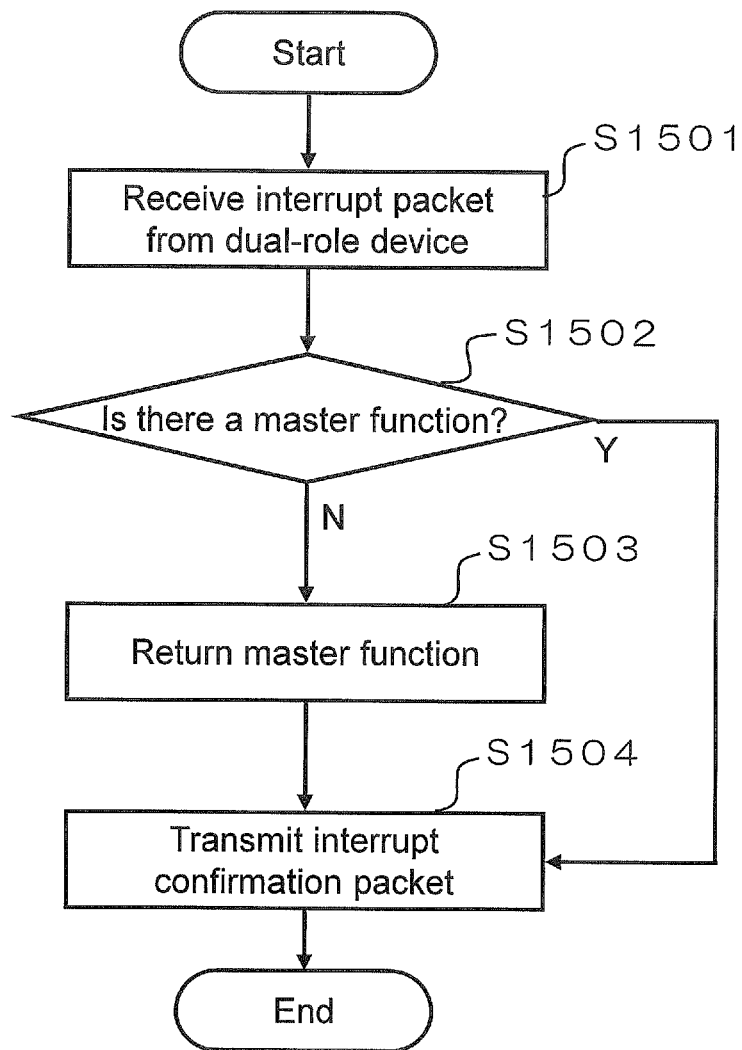 Start
S1501
Receive interrupt packet
from dual-role device
S1502
Is there a master function?
Y
N
S1503
Return master function
S1504
Transmit interrupt
confirmation packet
End